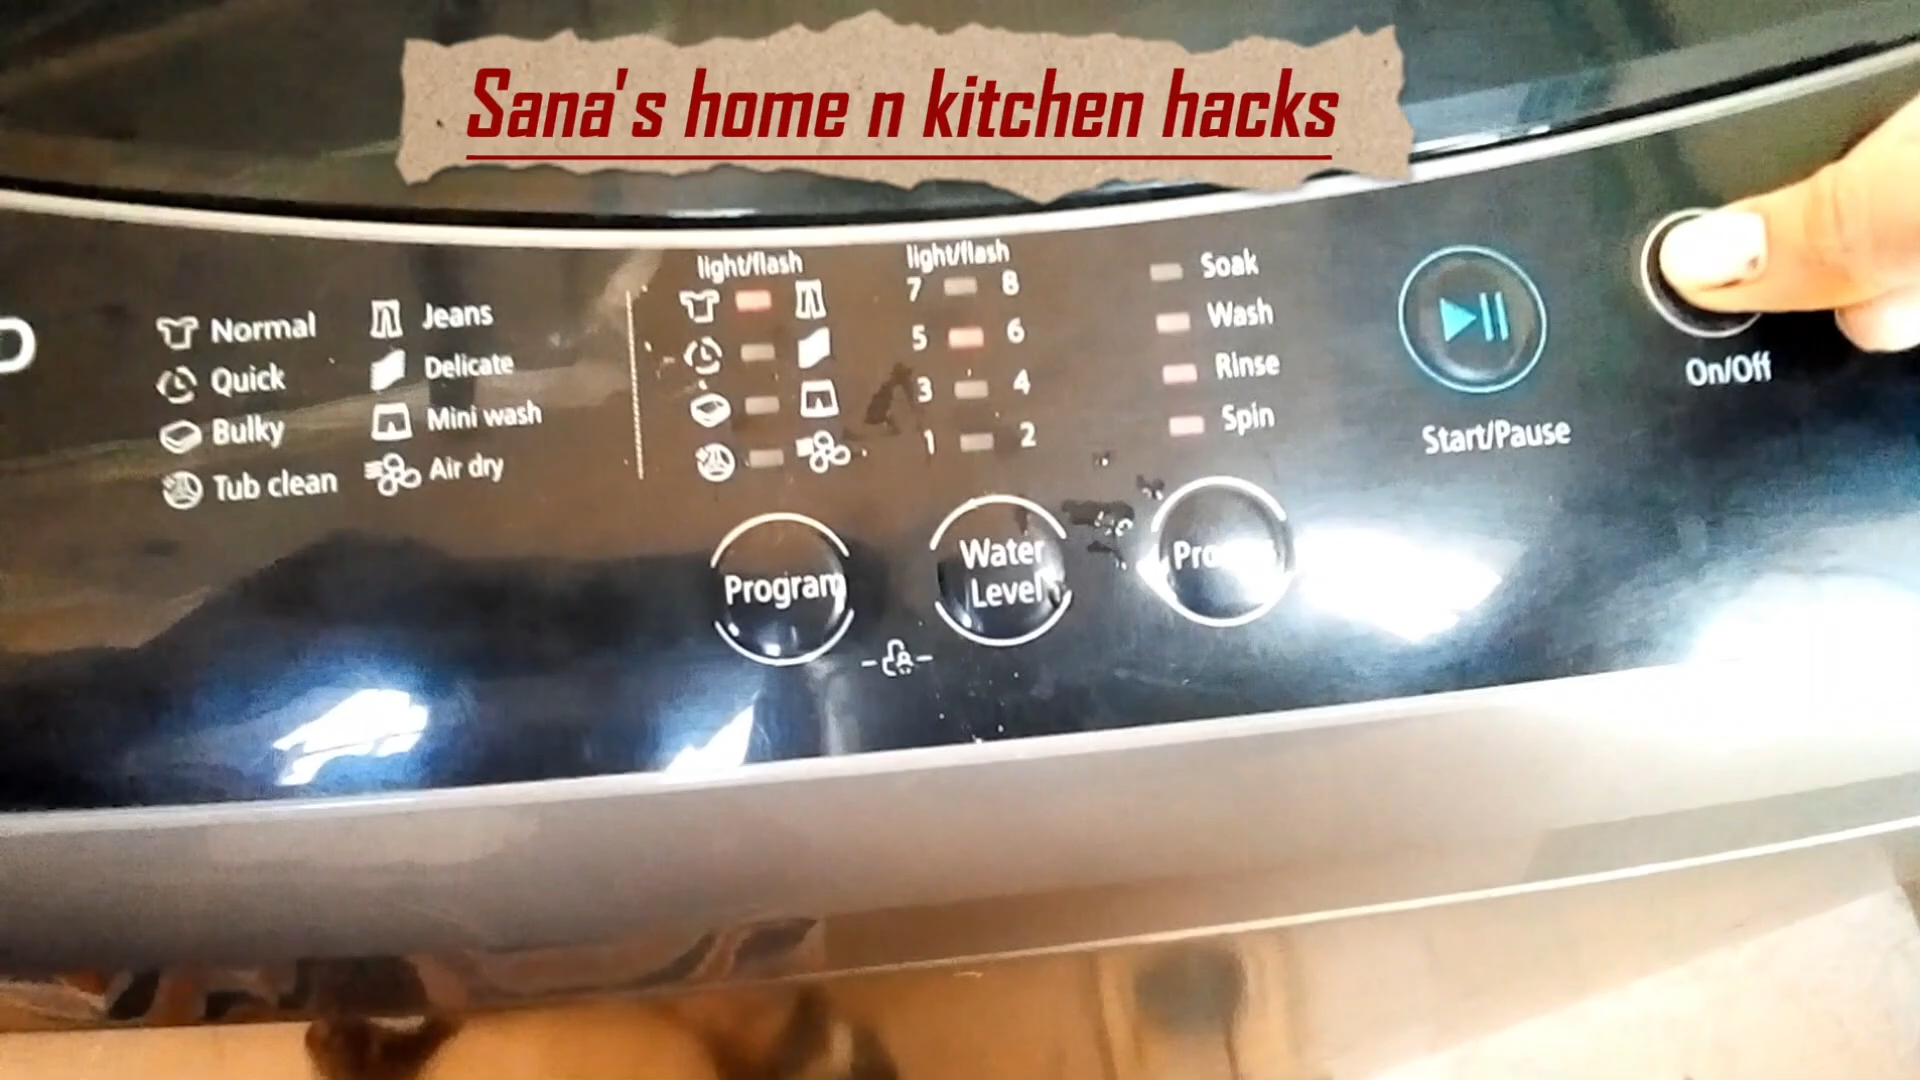 Sana's home n kitchen hacks
Normal
Quick
Bulky
Tub clean
Jeans
Delicate
Mini wash
Air dry
light/flash
light/flash
7 8
5 6
3 4
1 2
Soak
Wash
Rinse
Spin
Program
Water
Level
Start/Pause
On/Off